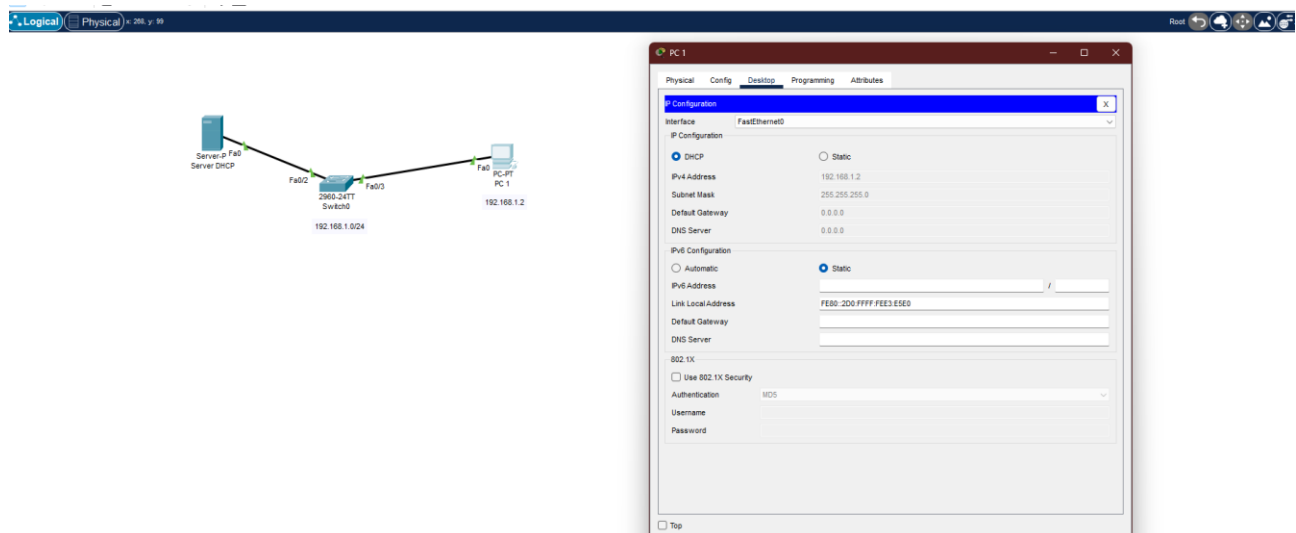 Logical Physical x: 269, y: 99 Root
Server-P Fa0
Server DHCP
Fa0/2
Fa0/3
2960-24TT
Switch0
192.168.1.0/24
Fa0
PC-PT
PC 1
192.168.1.2
PC 1
Physical Config Desktop Programming Attributes
IP Configuration X
Interface FastEthernet0
IP Configuration
DHCP Static
IPv4 Address 192.168.1.2
Subnet Mask 255.255.255.0
Default Gateway 0.0.0.0
DNS Server 0.0.0.0
IPv6 Configuration
Automatic Static
IPv6 Address /
Link Local Address FE80::2D0:FFFF:FEE3:E5E0
Default Gateway
DNS Server
802.1X
Use 802.1X Security
Authentication MD5
Username
Password
Top